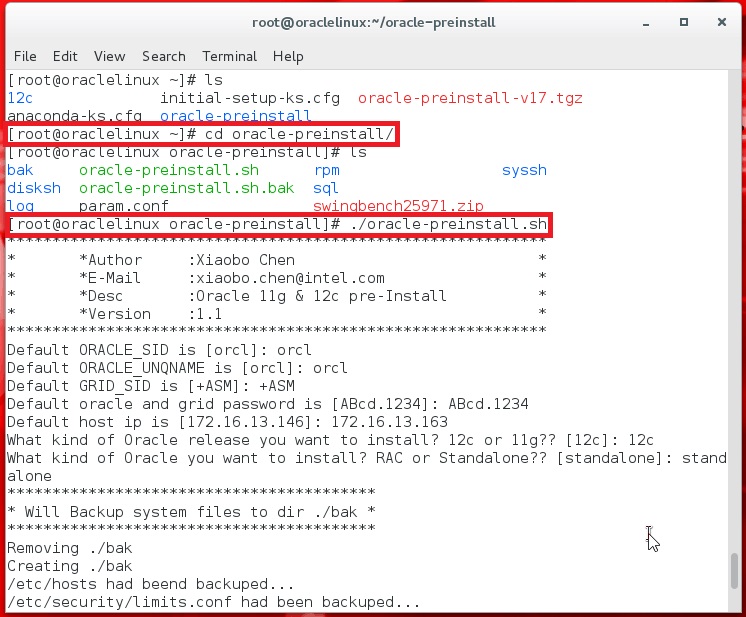 root@oraclelinux:~/oracle-preinstall
File Edit View Search Terminal Help
[root@oraclelinux ~]# ls
12c initial-setup-ks.cfg oracle-preinstall-v17.tgz
anaconda-ks.cfg oracle-preinstall
[root@oraclelinux ~]# cd oracle-preinstall/
[root@oraclelinux oracle-preinstall]# ls
bak oracle-preinstall.sh rpm syssh
disksh oracle-preinstall.sh.bak sql
log param.conf swingbench25971.zip
[root@oraclelinux oracle-preinstall]# ./oracle-preinstall.sh
************************************************************
* *Author :Xiaobo Chen *
* *E-Mail :xiaobo.chen@intel.com *
* *Desc :Oracle 11g & 12c pre-Install *
* *Version :1.1 *
************************************************************
Default ORACLE_SID is [orcl]: orcl
Default ORACLE_UNQNAME is [orcl]: orcl
Default GRID_SID is [+ASM]: +ASM
Default oracle and grid password is [ABcd.1234]: ABcd.1234
Default host ip is [172.16.13.146]: 172.16.13.163
What kind of Oracle release you want to install? 12c or 11g?? [12c]: 12c
What kind of Oracle you want to install? RAC or Standalone?? [standalone]: stand
alone
*****************************************
* Will Backup system files to dir ./bak *
*****************************************
Removing ./bak
Creating ./bak
/etc/hosts had beend backuped...
/etc/security/limits.conf had been backuped...